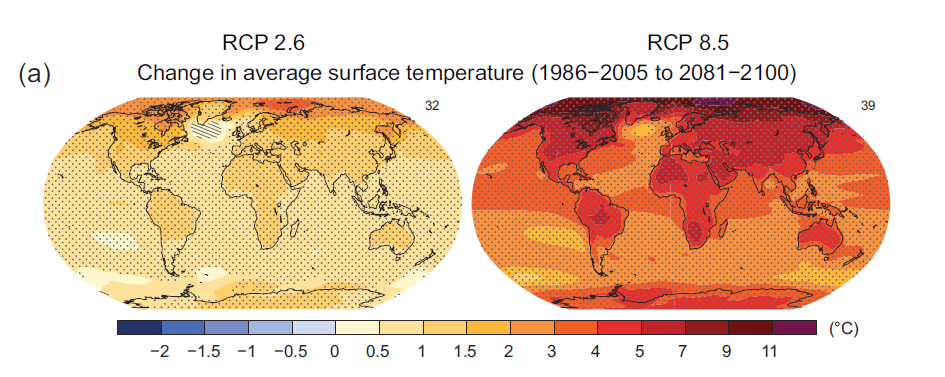 RCP 2.6 RCP 8.5
(a) Change in average surface temperature (1986−2005 to 2081−2100)
32 39
(°C)
−2 −1.5 −1 −0.5 0 0.5 1 1.5 2 3 4 5 7 9 11